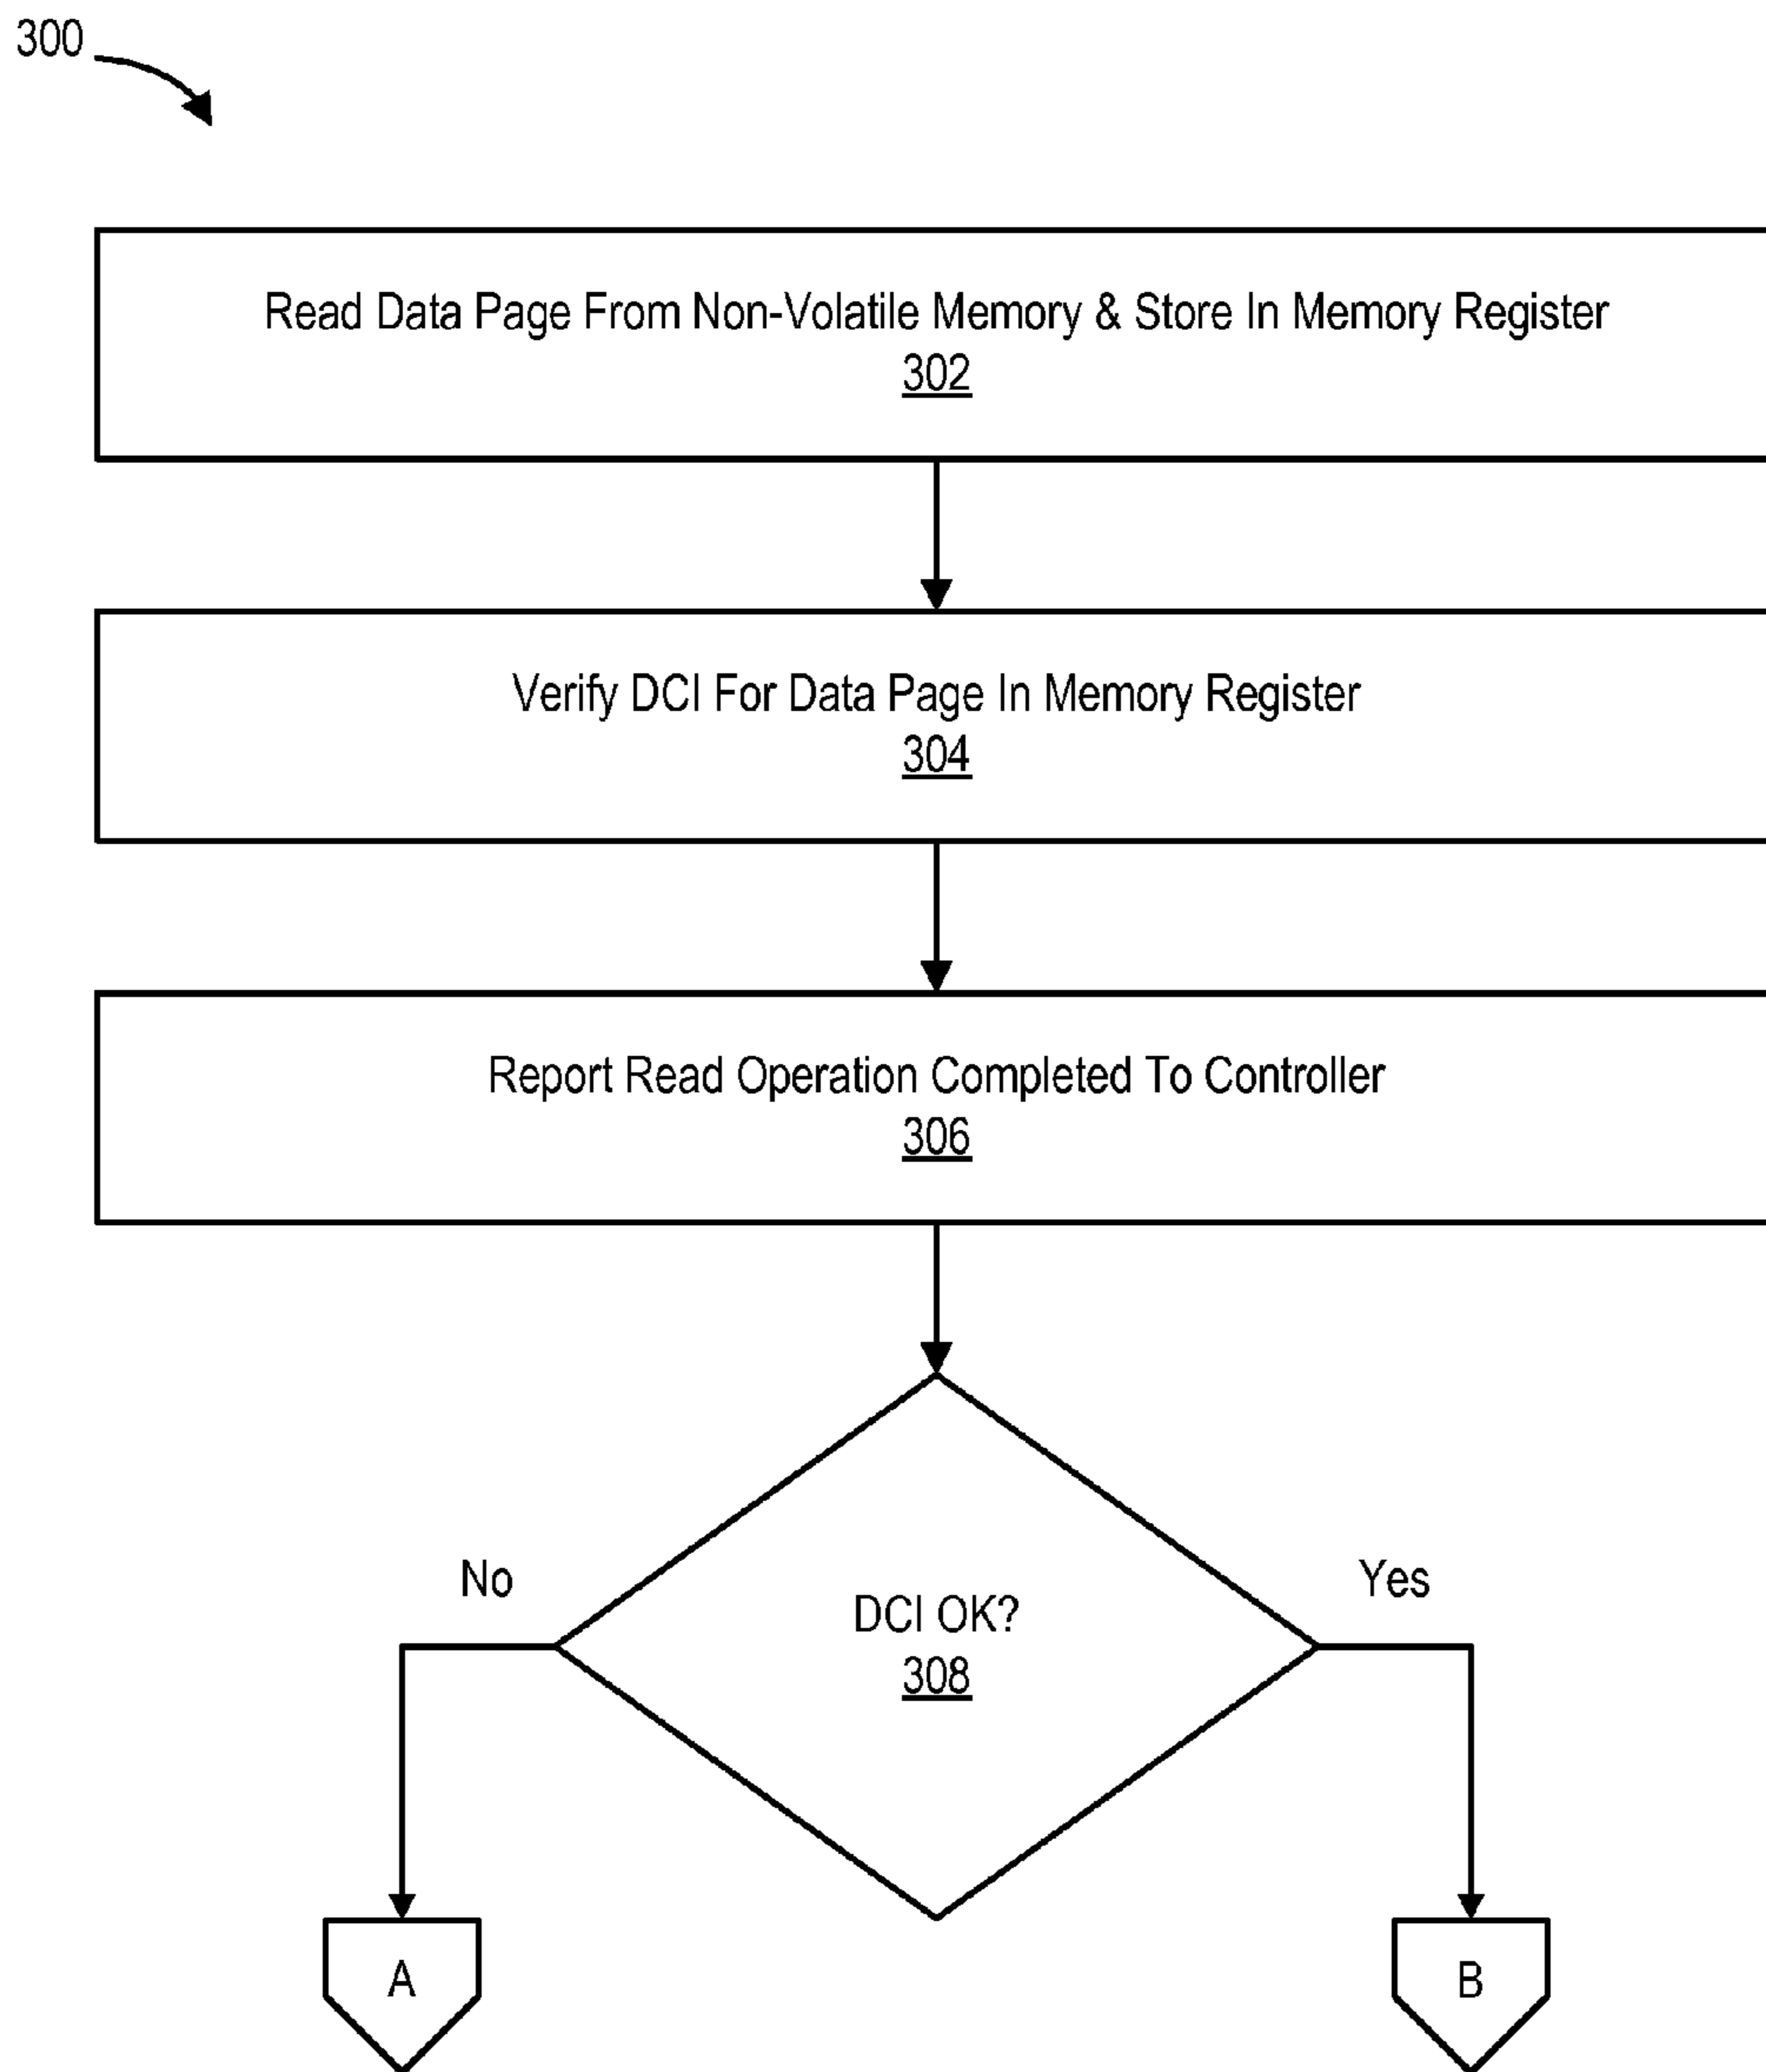 300
Read Data Page From Non-Volatile Memory & Store In Memory Register
302
Verify DCI For Data Page In Memory Register
304
Report Read Operation Completed To Controller
306
No
Yes
DCI OK?
308
A
B